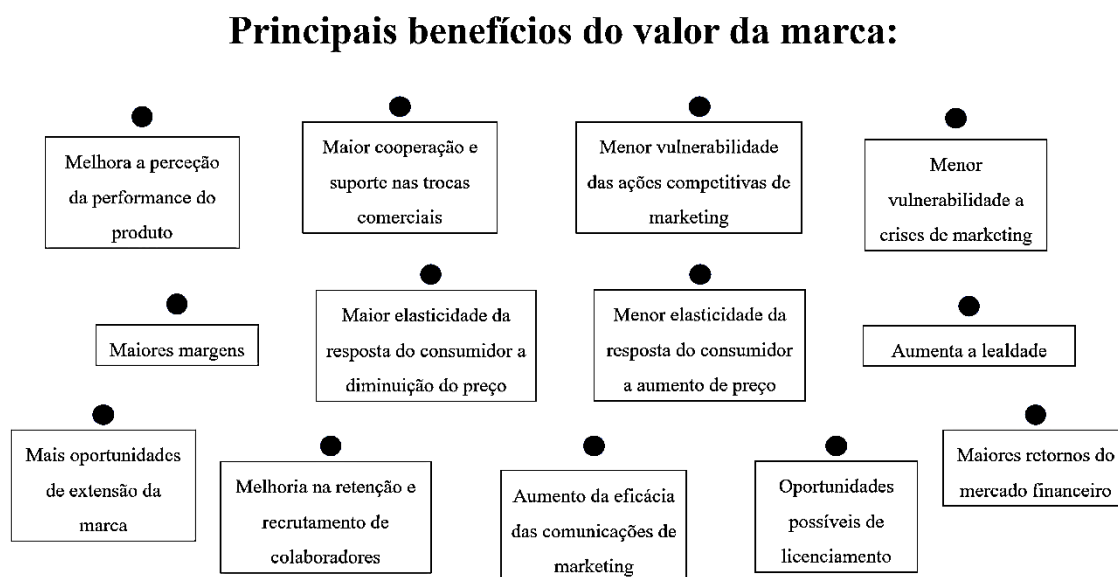 Principais benefícios do valor da marca:
Melhora a perceção
da performance do
produto
Maior cooperação e
suporte nas trocas
comerciais
Menor vulnerabilidade
das ações competitivas de
marketing
Menor
vulnerabilidade a
crises de marketing
Maiores margens
Maior elasticidade da
resposta do consumidor a
diminuição do preço
Menor elasticidade da
resposta do consumidor
a aumento de preço
Aumenta a lealdade
Mais oportunidades
de extensão da
marca
Melhoria na retenção e
recrutamento de
colaboradores
Aumento da eficácia
das comunicações de
marketing
Oportunidades
possíveis de
licenciamento
Maiores retornos do
mercado financeiro